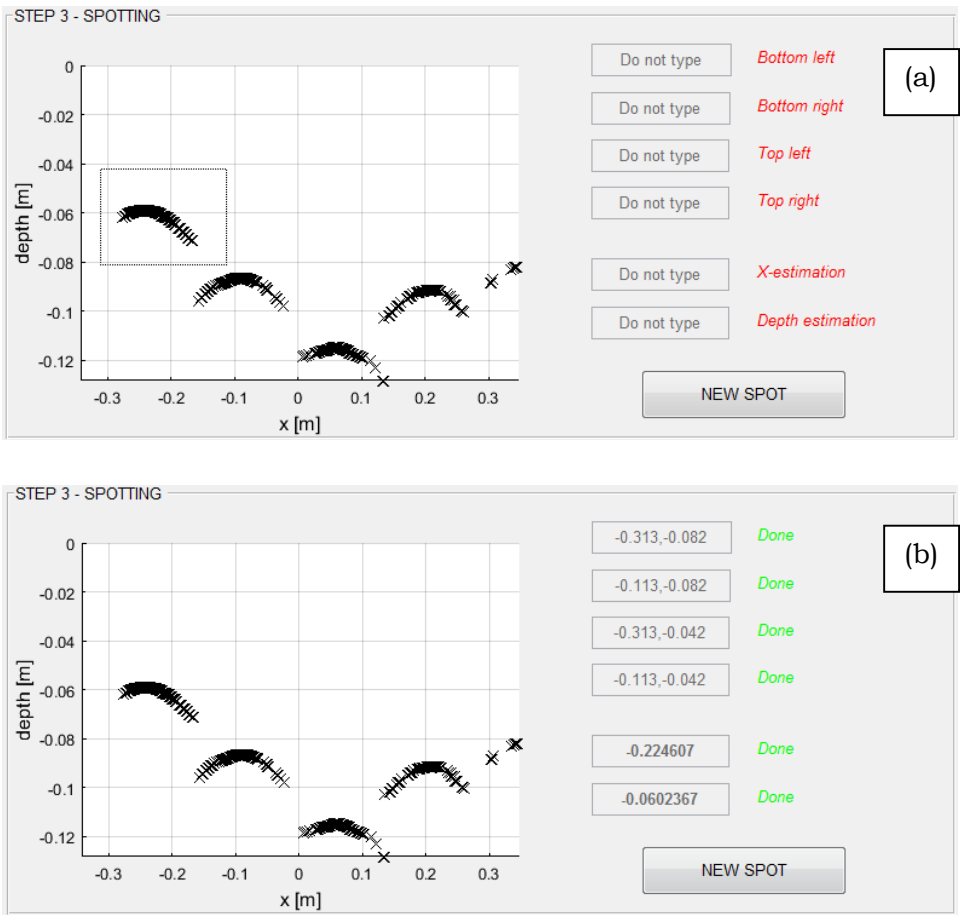 STEP 3 - SPOTTING
(a)
Do not type Bottom left
Do not type Bottom right
Do not type Top left
Do not type Top right
Do not type X-estimation
Do not type Depth estimation
NEW SPOT
0
-0.02
-0.04
-0.06
-0.08
-0.1
-0.12
depth [m]
-0.3 -0.2 -0.1 0 0.1 0.2 0.3
x [m]
STEP 3 - SPOTTING
(b)
-0.313,-0.082 Done
-0.113,-0.082 Done
-0.313,-0.042 Done
-0.113,-0.042 Done
-0.224607 Done
-0.0602367 Done
NEW SPOT
0
-0.02
-0.04
-0.06
-0.08
-0.1
-0.12
depth [m]
-0.3 -0.2 -0.1 0 0.1 0.2 0.3
x [m]